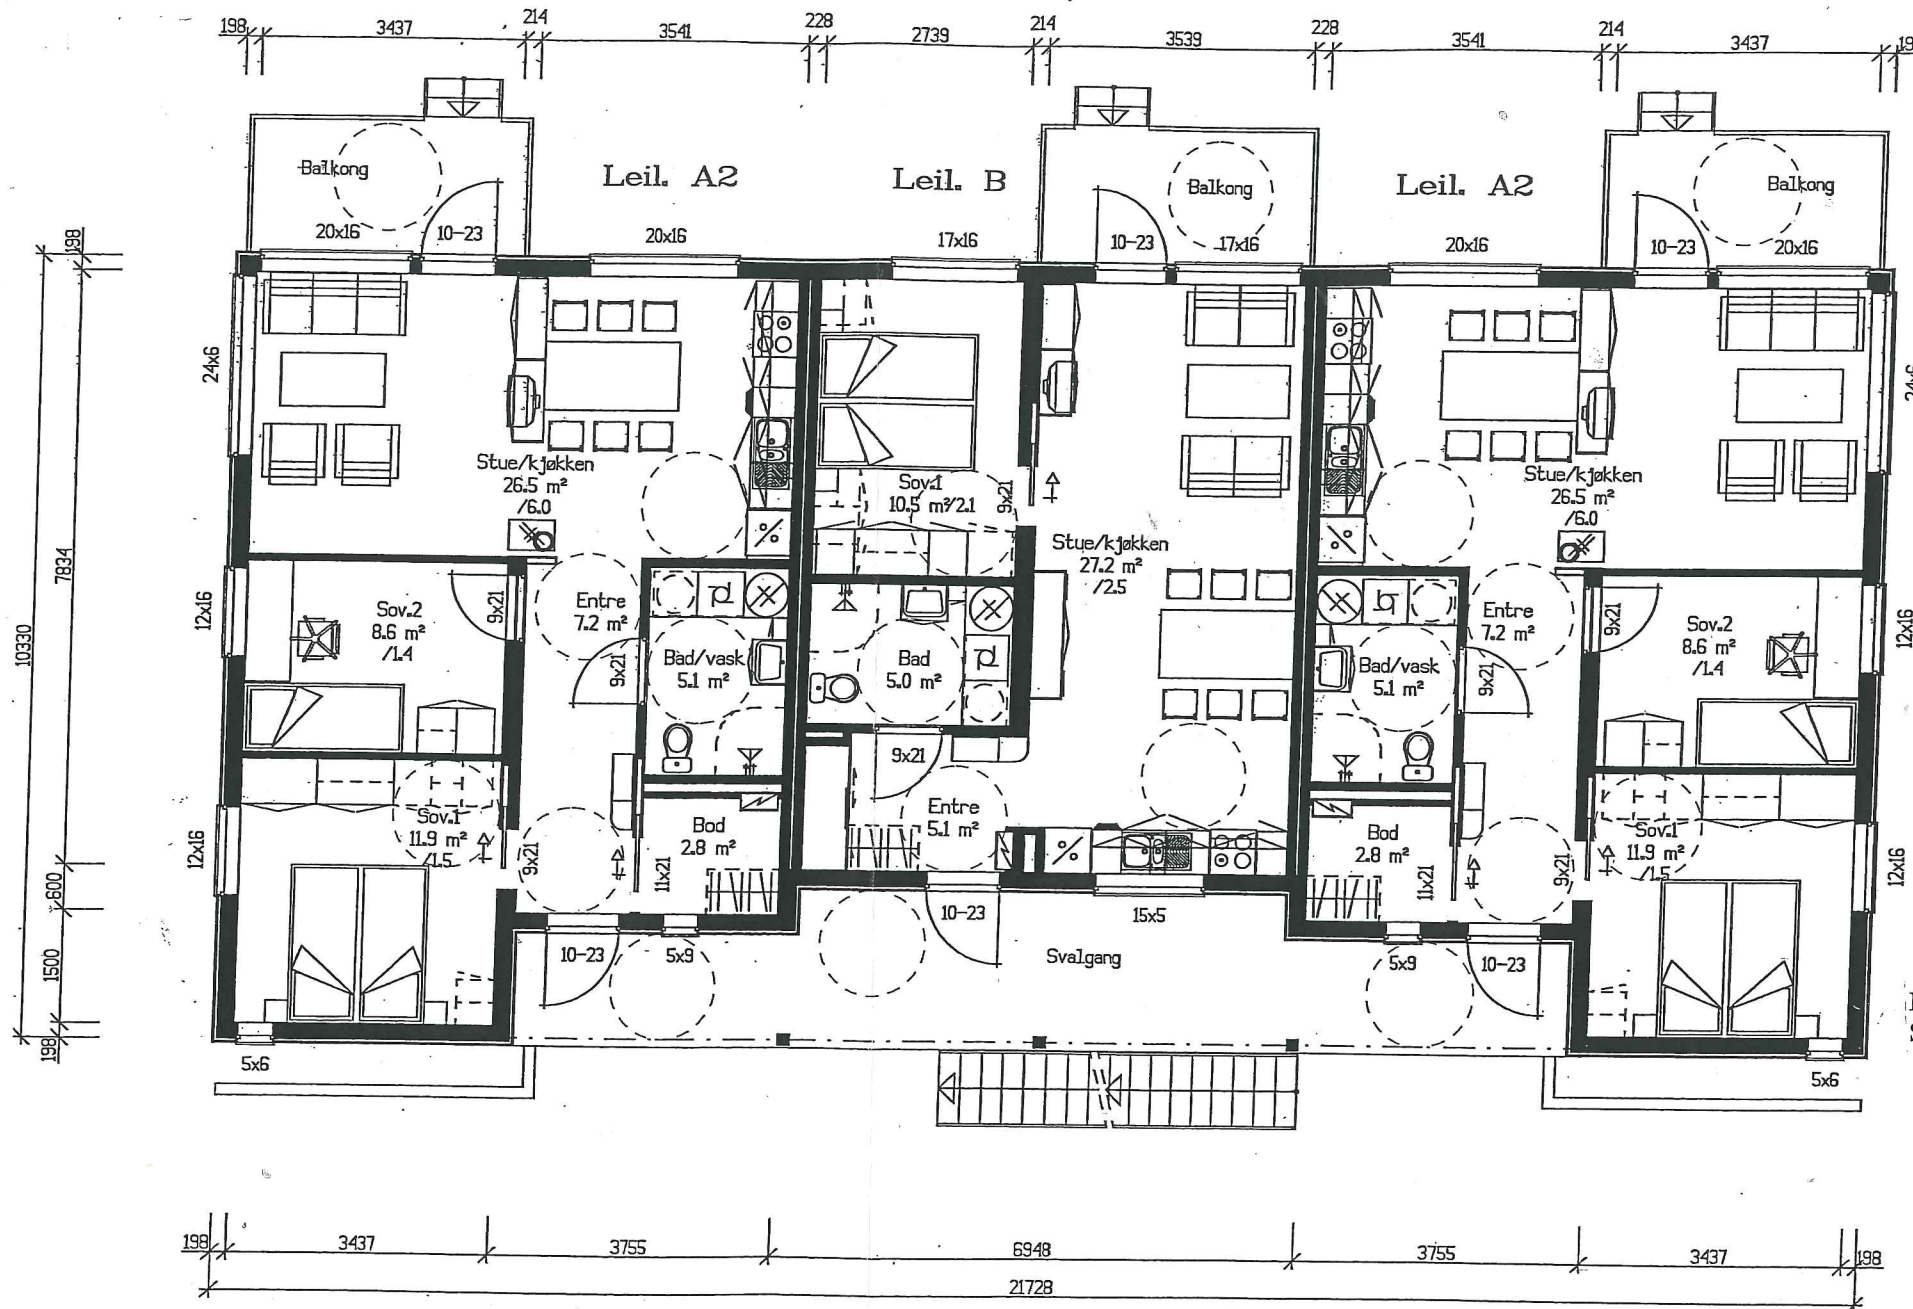 198 3437 214 3541 228 2739 214 3539 228 3541 214 3437
Balkong
Leil. A2
Leil. B
Balkong
Leil. A2
Balkong
20x16 10-23 20x16 17x16 10-23 17x16 20x16 10-23 20x16
198
24x6
Stue/kjøkken
26.5 m²
/6.0
Sov.1
10.5 m²/2.1
9x21
Stue/kjøkken
27.2 m²
/2.5
Stue/kjøkken
26.5 m²
/6.0
10330
7834
12x16
Sov.2
8.6 m²
/1.4
9x21
Entre
7.2 m²
9x21
Bad/vask
5.1 m²
Bad
5.0 m²
9x21
Bad/vask
5.1 m²
Entre
7.2 m²
9x21
9x21
Sov.2
8.6 m²
/1.4
12x16
12x16
Sov.1
11.9 m²
/1.5
9x21
Bod
2.8 m²
11x21
Entre
5.1 m²
Bod
2.8 m²
11x21
9x21
Sov.1
11.9 m²
/1.5
12x16
600
1500
198
10-23
5x9
10-23
15x5
Svalgang
5x9
10-23
5x6
5x6
198 3437 3755 6948 3755 3437 198
21728